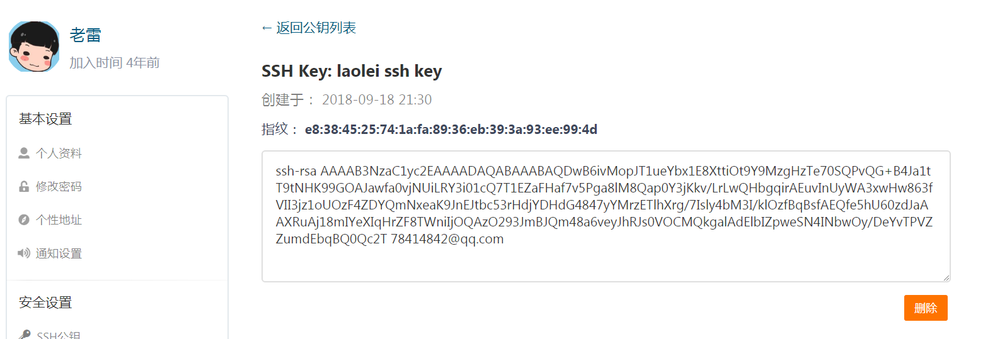 老雷
加入时间 4年前
基本设置
个人资料
修改密码
个性地址
通知设置
安全设置
SSH公钥
← 返回公钥列表
SSH Key: laolei ssh key
创建于： 2018-09-18 21:30
指纹： e8:38:45:25:74:1a:fa:89:36:eb:39:3a:93:ee:99:4d
ssh-rsa AAAAB3NzaC1yc2EAAAADAQABAAABAQDwB6ivMopJT1ueYbx1E8XttiOt9Y9MzgHzTe70SQPvQG+B4Ja1t
T9tNHK99GOAJawfa0vjNUiLRY3i01cQ7T1EZaFHaf7v5Pga8lM8Qap0Y3jKkv/LrLwQHbgqirAEuvInUyWA3xwHw863f
VII3jz1oUOzF4ZDYQmNxeaK9JnEJtbc53rHdjYDHdG4847yYMrzETlhXrg/7Isly4bM3I/klOzfBqBsfAEQfe5hU60zdJaA
AXRuAj18mIYeXIqHrZF8TWniIjOQAzO293JmBJQm48a6veyJhRJs0VOCMQkgalAdElbIZpweSN4INbwOy/DeYvTPVZ
ZumdEbqBQ0Qc2T 78414842@qq.com
删除